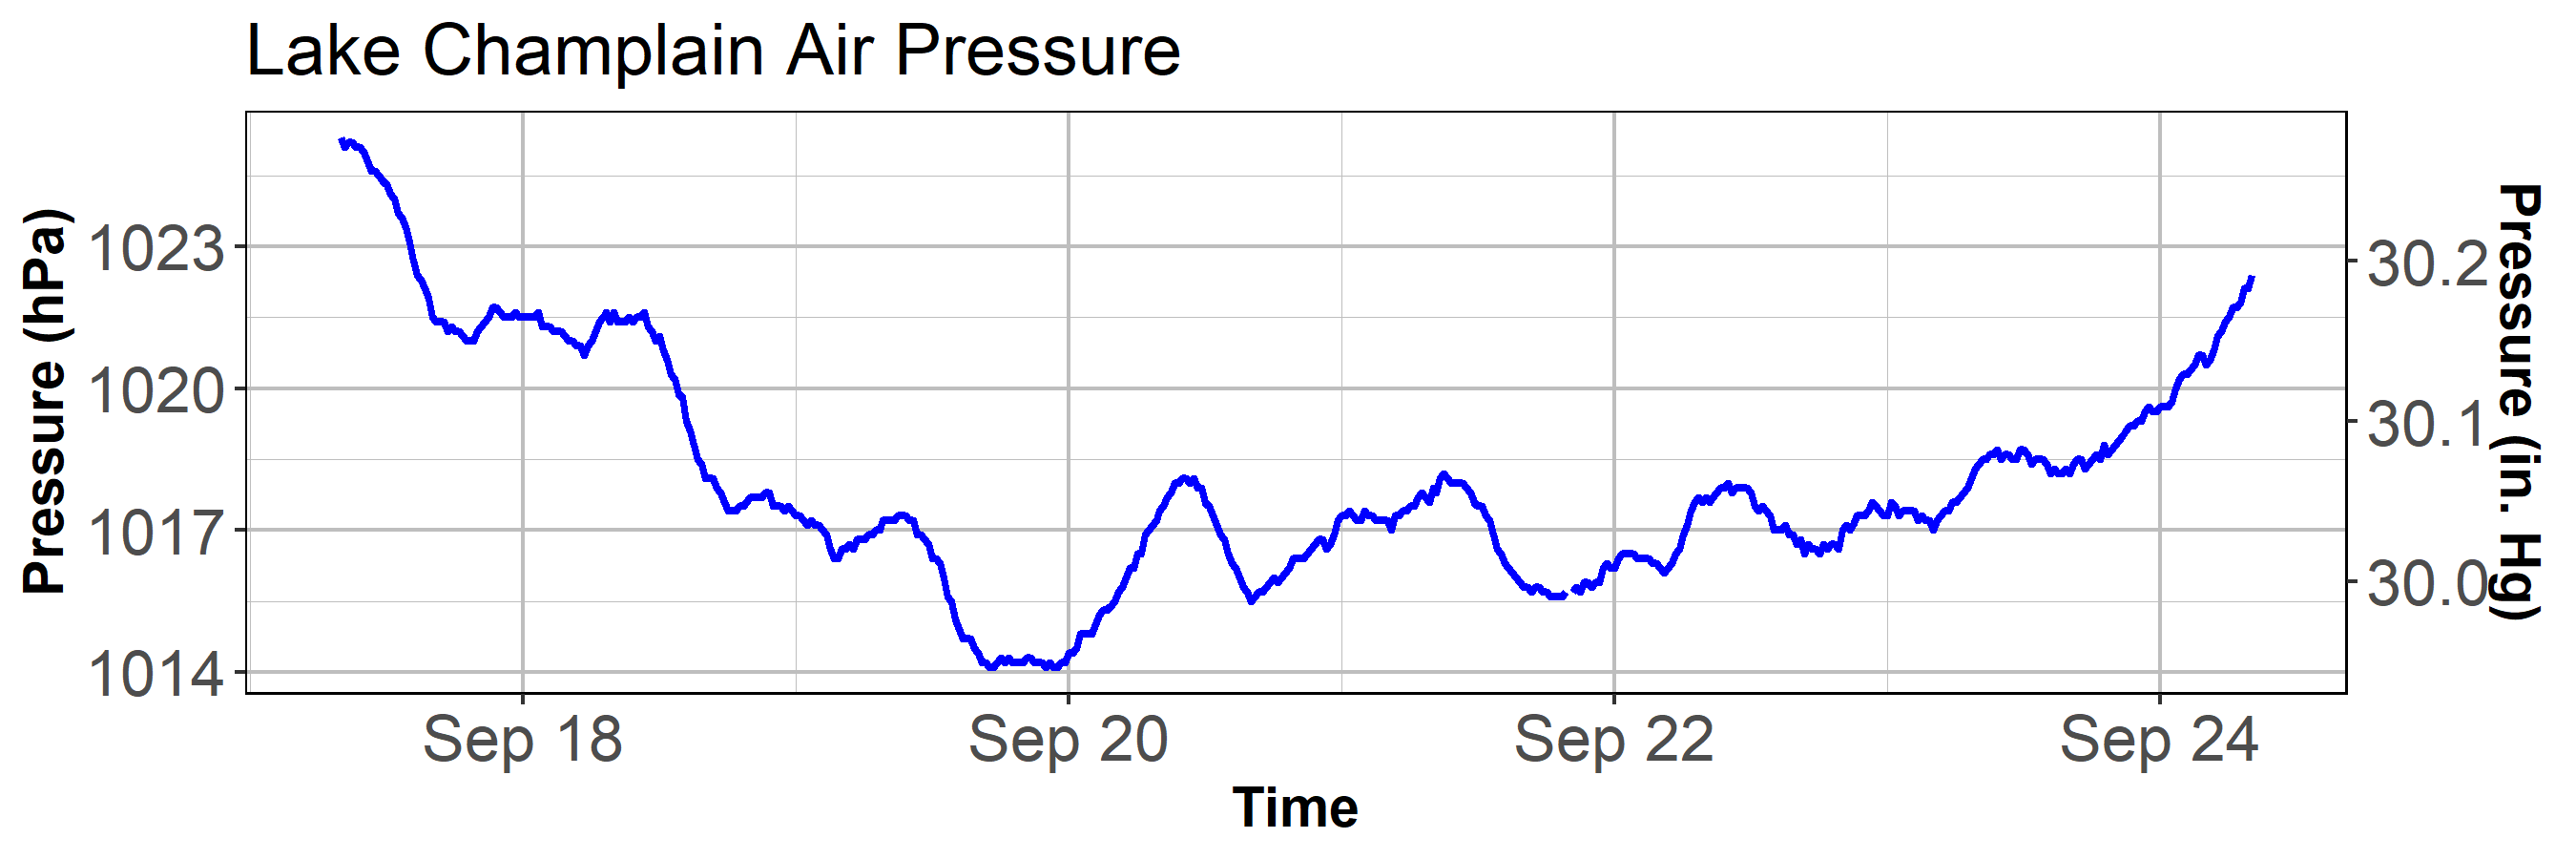 Lake Champlain Air Pressure
Pressure (hPa)
1023
1020
1017
1014
30.2
30.1
30.0
Pressure (in. Hg)
Sep 18 Sep 20 Sep 22 Sep 24
Time